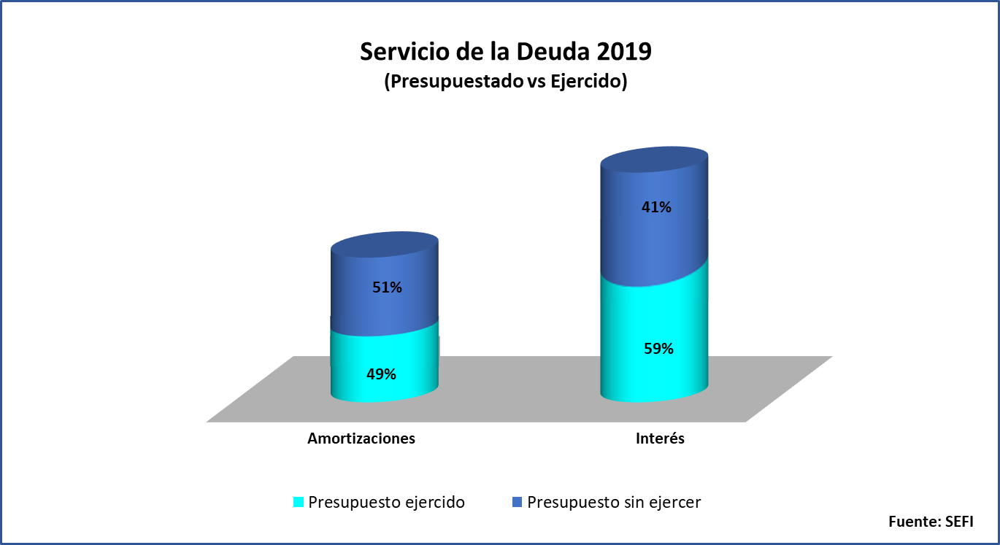 Servicio de la Deuda 2019
(Presupuestado vs Ejercido)
41%
51%
59%
49%
Amortizaciones
Interés
Presupuesto ejercido
Presupuesto sin ejercer
Fuente: SEFI